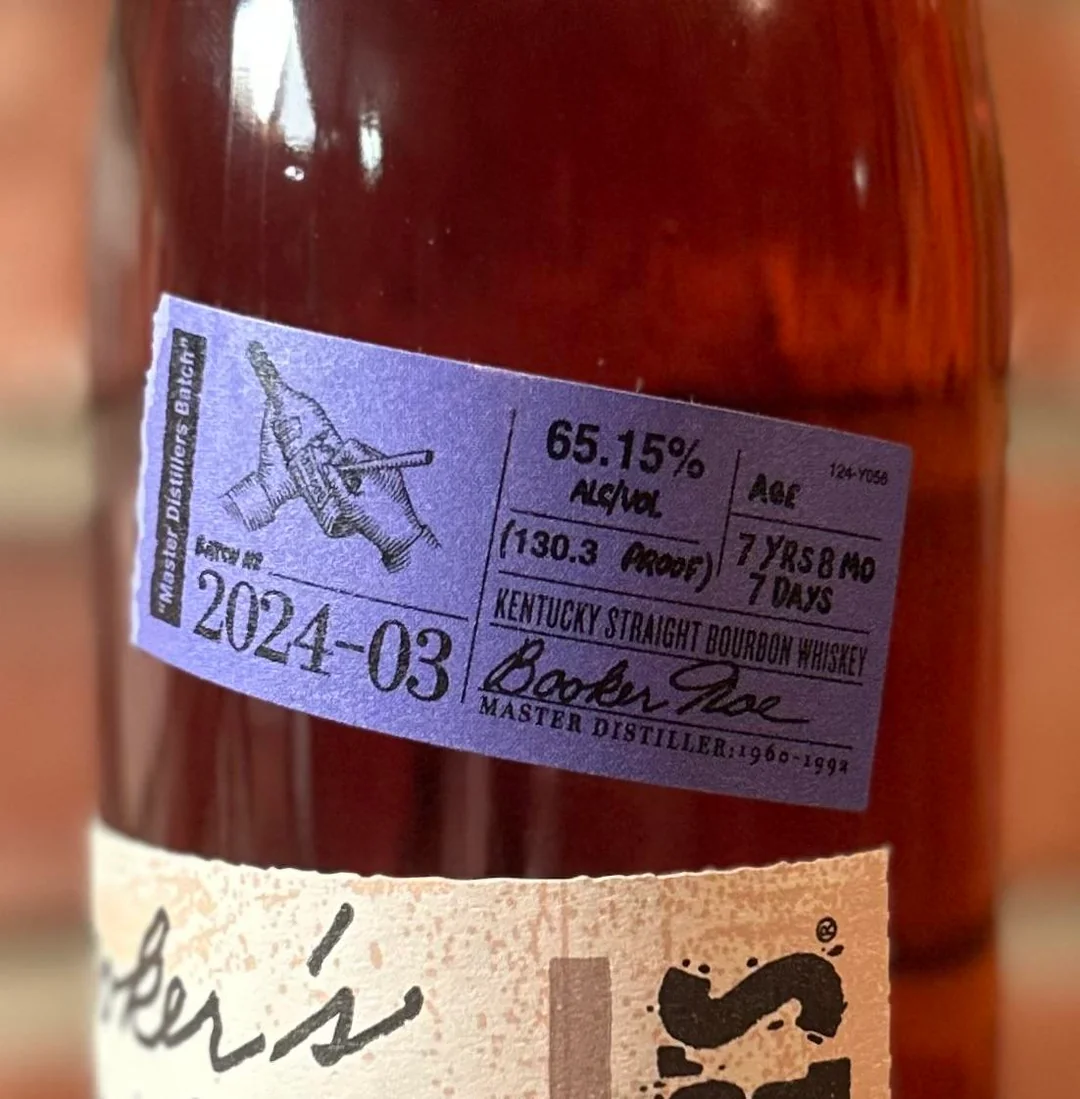 "Master Distillers Batch"
BATCH Nº
2024-03
65.15%
ALC/VOL
(130.3 PROOF)
124-Y056
AGE
7 YRS 8 MO
7 DAYS
KENTUCKY STRAIGHT BOURBON WHISKEY
Booker Noe
MASTER DISTILLER:1960-1992
oker's
®